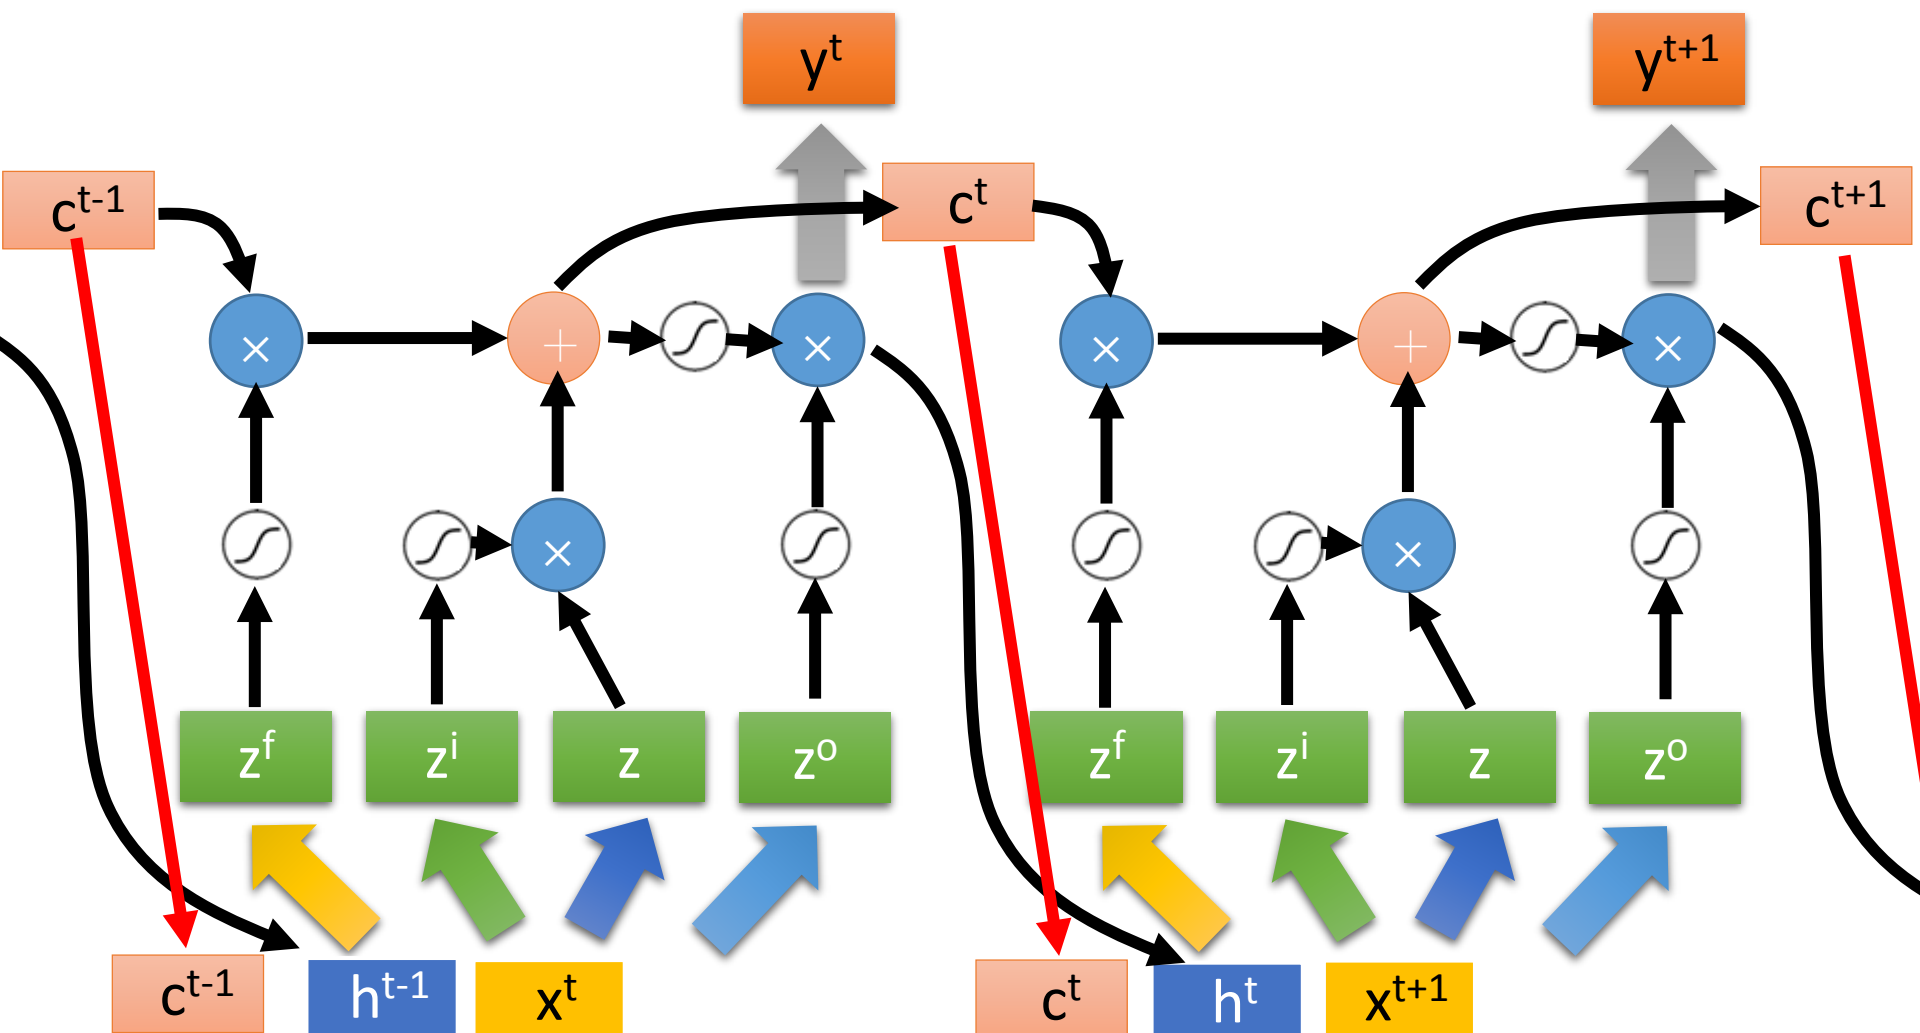 y^t y^{t+1}
c^{t-1} c^t c^{t+1}
× + × × + ×
× ×
z^f z^i z z^o z^f z^i z z^o
c^{t-1} h^{t-1} x^t c^t h^t x^{t+1}